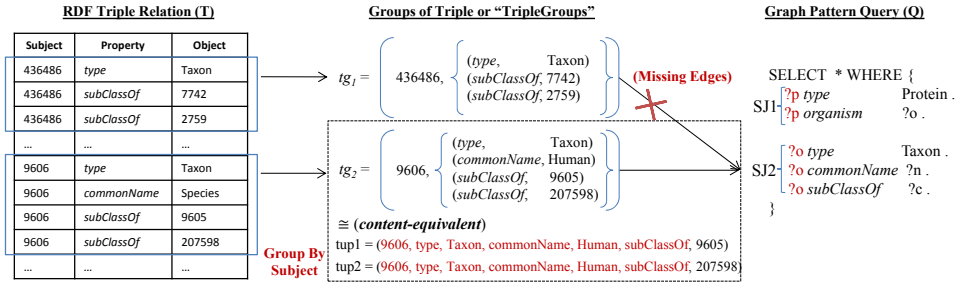 RDF Triple Relation (T)
Subject Property Object
436486 type Taxon
436486 subClassOf 7742
436486 subClassOf 2759
... ... ...
9606 type Taxon
9606 commonName Species
9606 subClassOf 9605
9606 subClassOf 207598
... ... ...
Group By
Subject
Groups of Triple or “TripleGroups”
tg1 = 436486, (type, Taxon)
(subClassOf, 7742)
(subClassOf, 2759)
(Missing Edges)
tg2 = 9606, (type, Taxon)
(commonName, Human)
(subClassOf, 9605)
(subClassOf, 207598)
≅ (content-equivalent)
tup1 = (9606, type, Taxon, commonName, Human, subClassOf, 9605)
tup2 = (9606, type, Taxon, commonName, Human, subClassOf, 207598)
Graph Pattern Query (Q)
SELECT * WHERE {
SJ1 ?p type Protein .
?p organism ?o .
SJ2 ?o type Taxon .
?o commonName ?n .
?o subClassOf ?c .
}